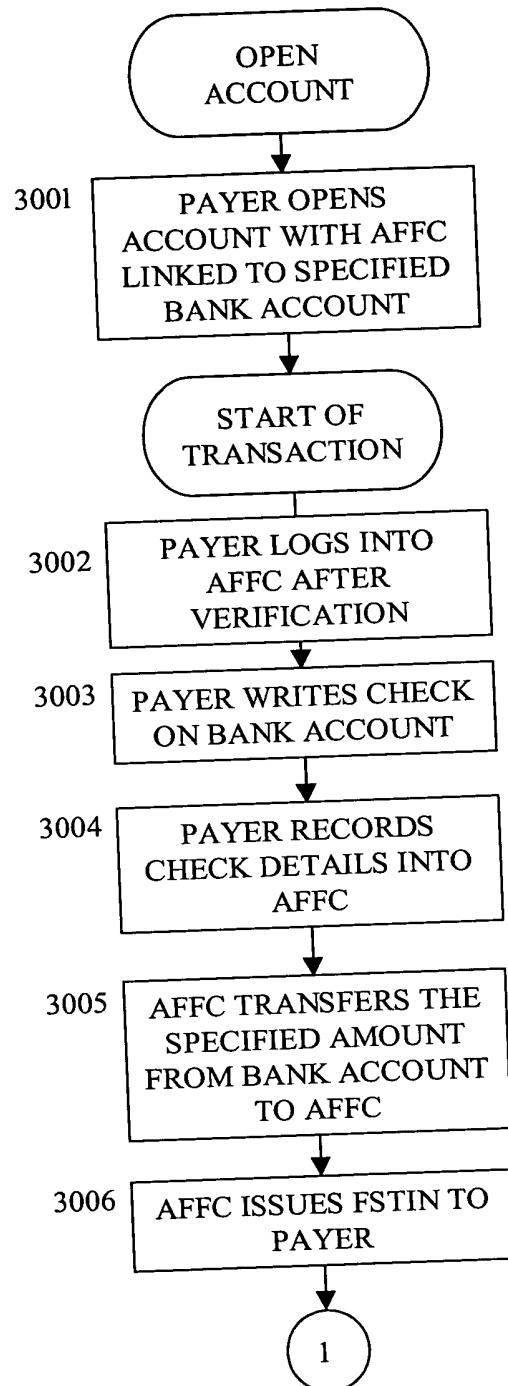 OPEN
ACCOUNT
3001
PAYER OPENS
ACCOUNT WITH AFFC
LINKED TO SPECIFIED
BANK ACCOUNT
START OF
TRANSACTION
3002
PAYER LOGS INTO
AFFC AFTER
VERIFICATION
3003
PAYER WRITES CHECK
ON BANK ACCOUNT
3004
PAYER RECORDS
CHECK DETAILS INTO
AFFC
3005
AFFC TRANSFERS THE
SPECIFIED AMOUNT
FROM BANK ACCOUNT
TO AFFC
3006
AFFC ISSUES FSTIN TO
PAYER
1